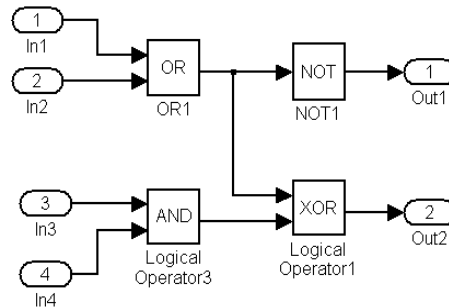 1
In1
2
In2
OR
OR1
NOT
NOT1
1
Out1
3
In3
4
In4
AND
Logical
Operator3
XOR
Logical
Operator1
2
Out2